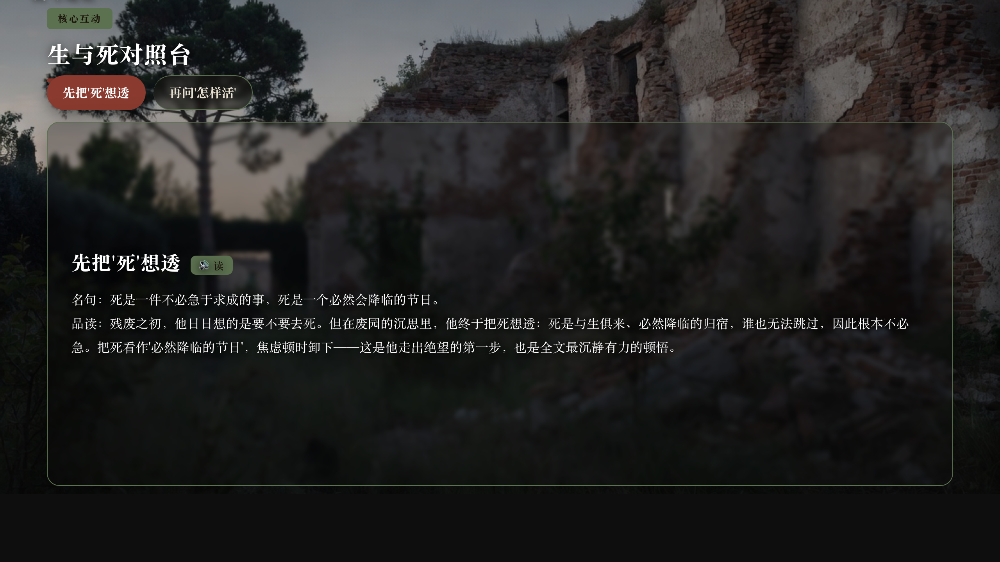 核心互动
生与死对照台
先把'死'想透
再问'怎样活'
先把'死'想透
读
名句：死是一件不必急于求成的事，死是一个必然会降临的节日。
品读：残废之初，他日日想的是要不要去死。但在废园的沉思里，他终于把死想透：死是与生俱来、必然降临的归宿，谁也无法跳过，因此根本不必
急。把死看作'必然降临的节日'，焦虑顿时卸下——这是他走出绝望的第一步，也是全文最沉静有力的顿悟。